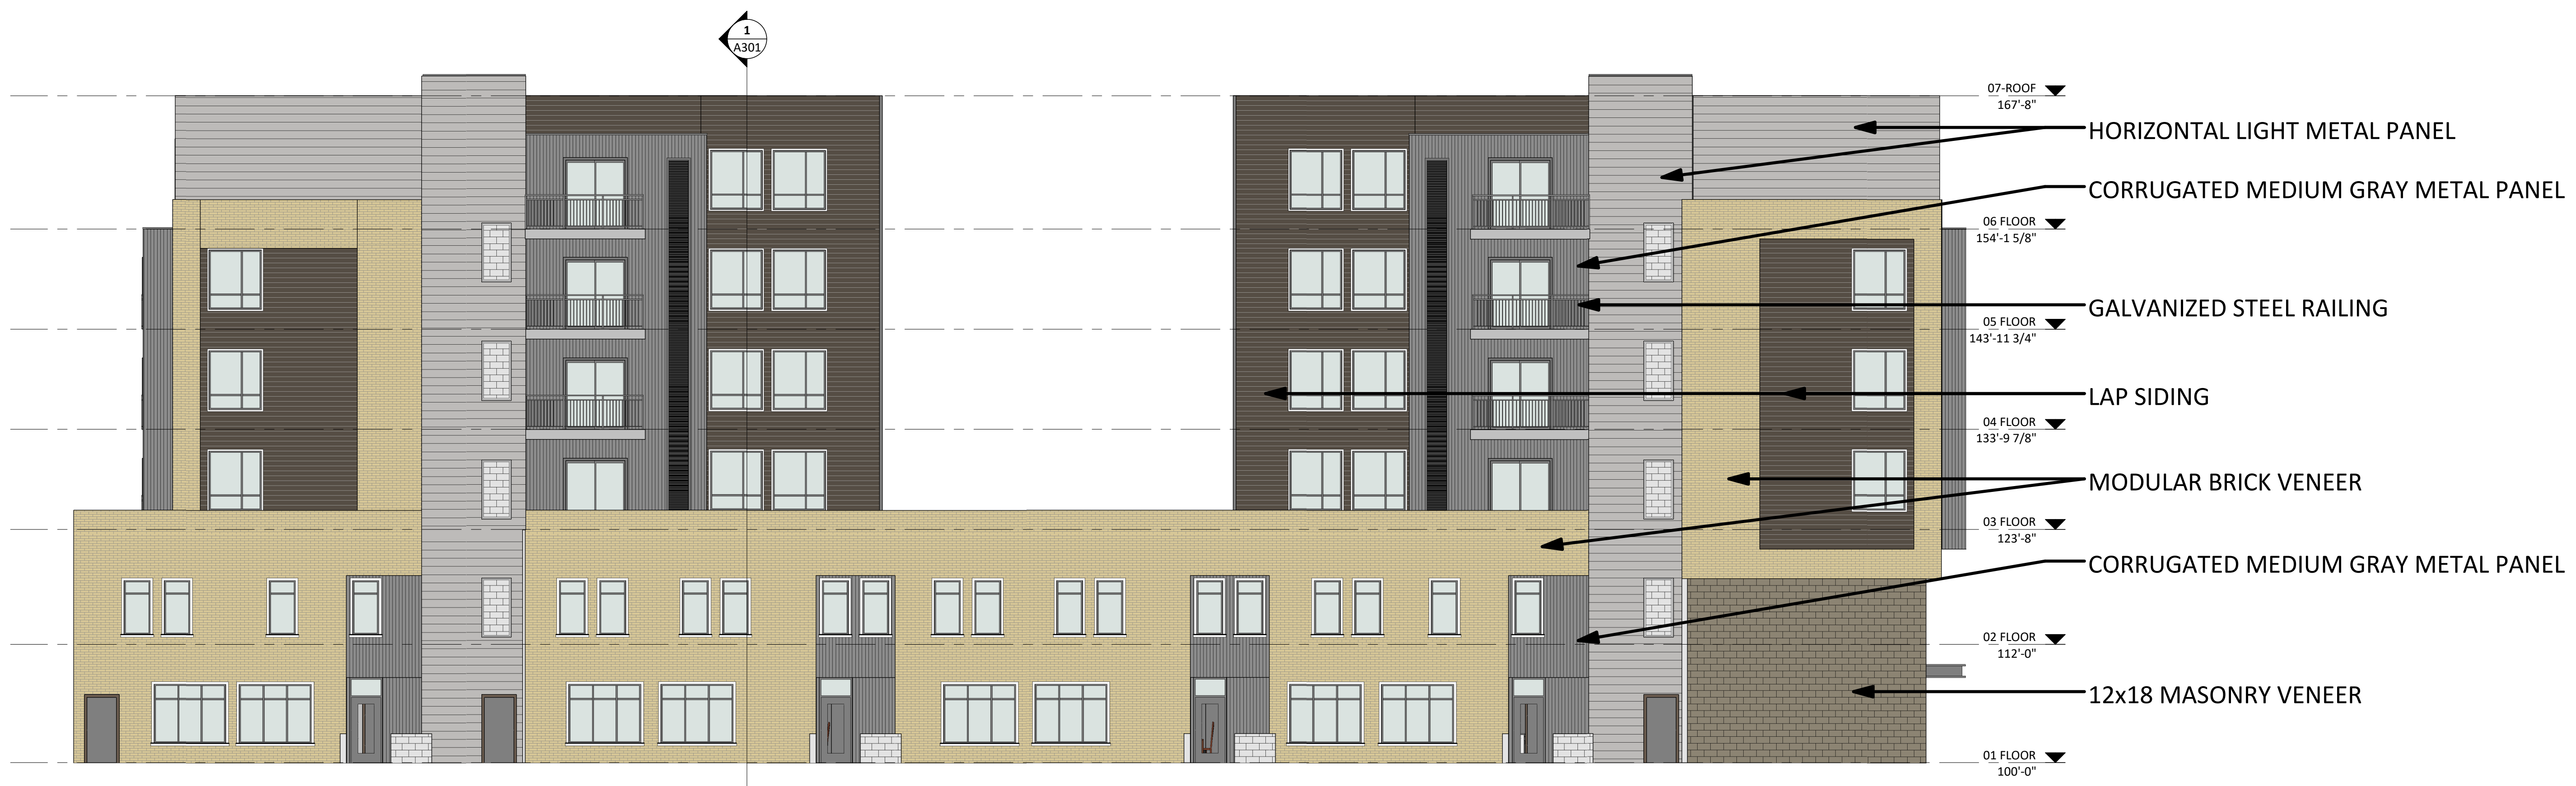 1
A301
07-ROOF
167'-8"
HORIZONTAL LIGHT METAL PANEL
CORRUGATED MEDIUM GRAY METAL PANEL
06 FLOOR
154'-1 5/8"
GALVANIZED STEEL RAILING
05 FLOOR
143'-11 3/4"
LAP SIDING
04 FLOOR
133'-9 7/8"
MODULAR BRICK VENEER
03 FLOOR
123'-8"
CORRUGATED MEDIUM GRAY METAL PANEL
02 FLOOR
112'-0"
12x18 MASONRY VENEER
01 FLOOR
100'-0"